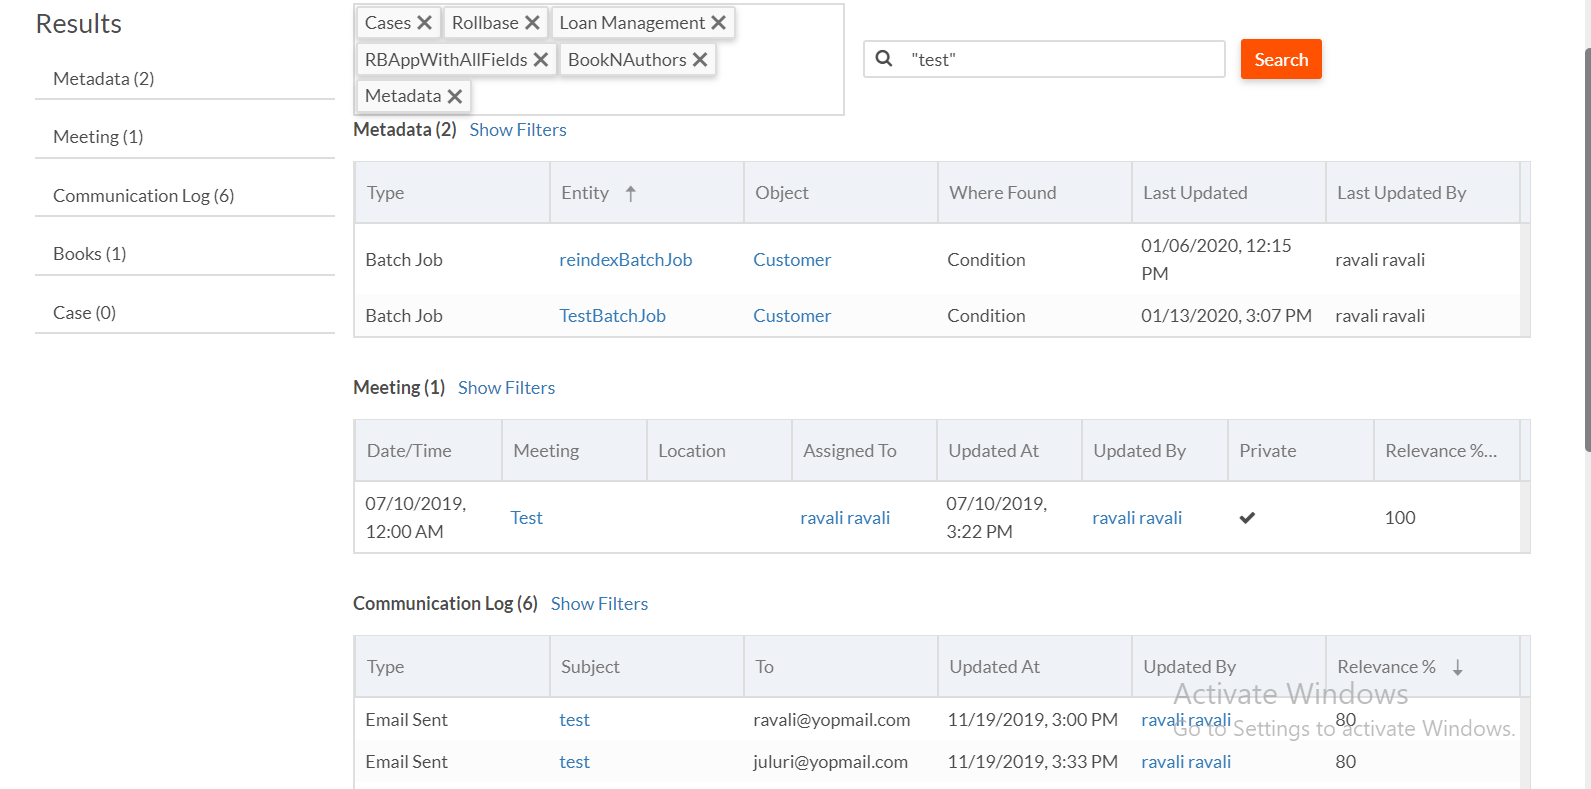 Results
Metadata (2)
Meeting (1)
Communication Log (6)
Books (1)
Case (0)
Cases Rollbase Loan Management
RBAppWithAllFields BookNAuthors
Metadata
"test"
Search
Metadata (2) Show Filters
Type Entity Object Where Found Last Updated Last Updated By
Batch Job reindexBatchJob Customer Condition 01/06/2020, 12:15 PM ravali ravali
Batch Job TestBatchJob Customer Condition 01/13/2020, 3:07 PM ravali ravali
Meeting (1) Show Filters
Date/Time Meeting Location Assigned To Updated At Updated By Private Relevance %...
07/10/2019, 12:00 AM Test ravali ravali 07/10/2019, 3:22 PM ravali ravali 100
Communication Log (6) Show Filters
Type Subject To Updated At Updated By Relevance %
Email Sent test ravali@yopmail.com 11/19/2019, 3:00 PM ravali ravali 80
Email Sent test juluri@yopmail.com 11/19/2019, 3:33 PM ravali ravali 80
Activate Windows
Go to Settings to activate Windows.